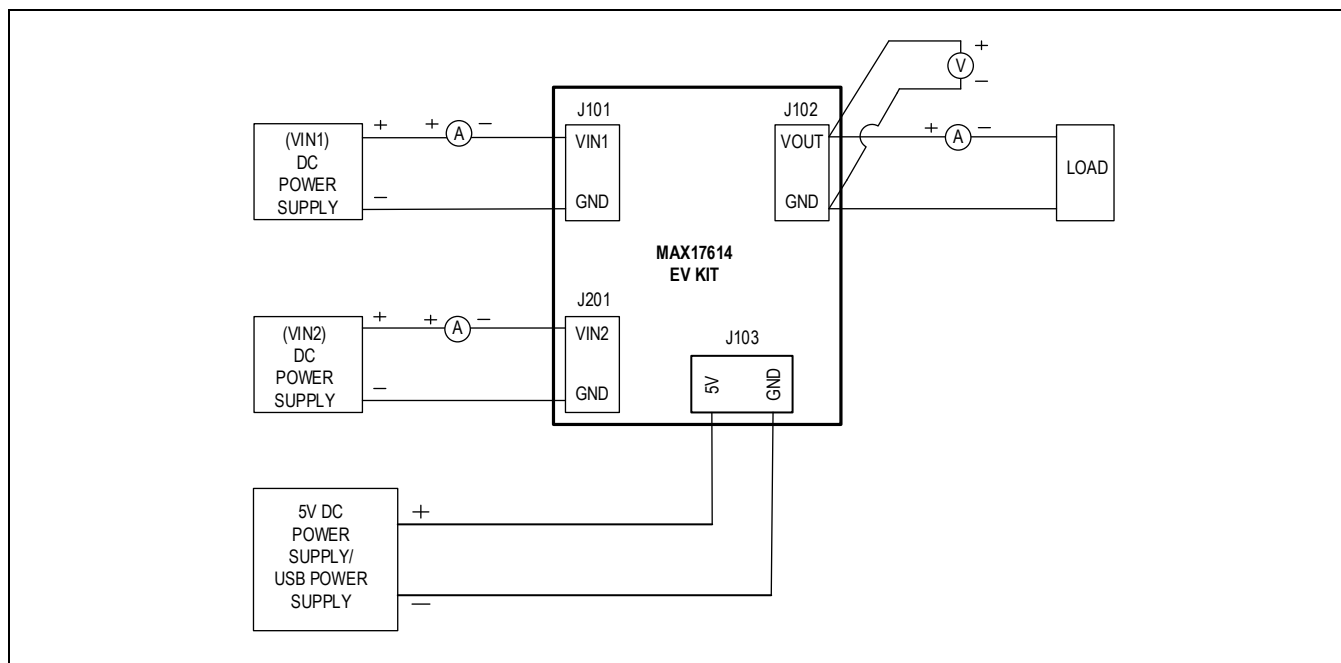 (VIN1)
DC
POWER
SUPPLY
+
−
+ A −
J101
VIN1
GND
J102
VOUT
GND
+
V
−
+ A −
LOAD
MAX17614
EV KIT
(VIN2)
DC
POWER
SUPPLY
+
−
+ A −
J201
VIN2
GND
J103
5V
GND
5V DC
POWER
SUPPLY/
USB POWER
SUPPLY
+
−